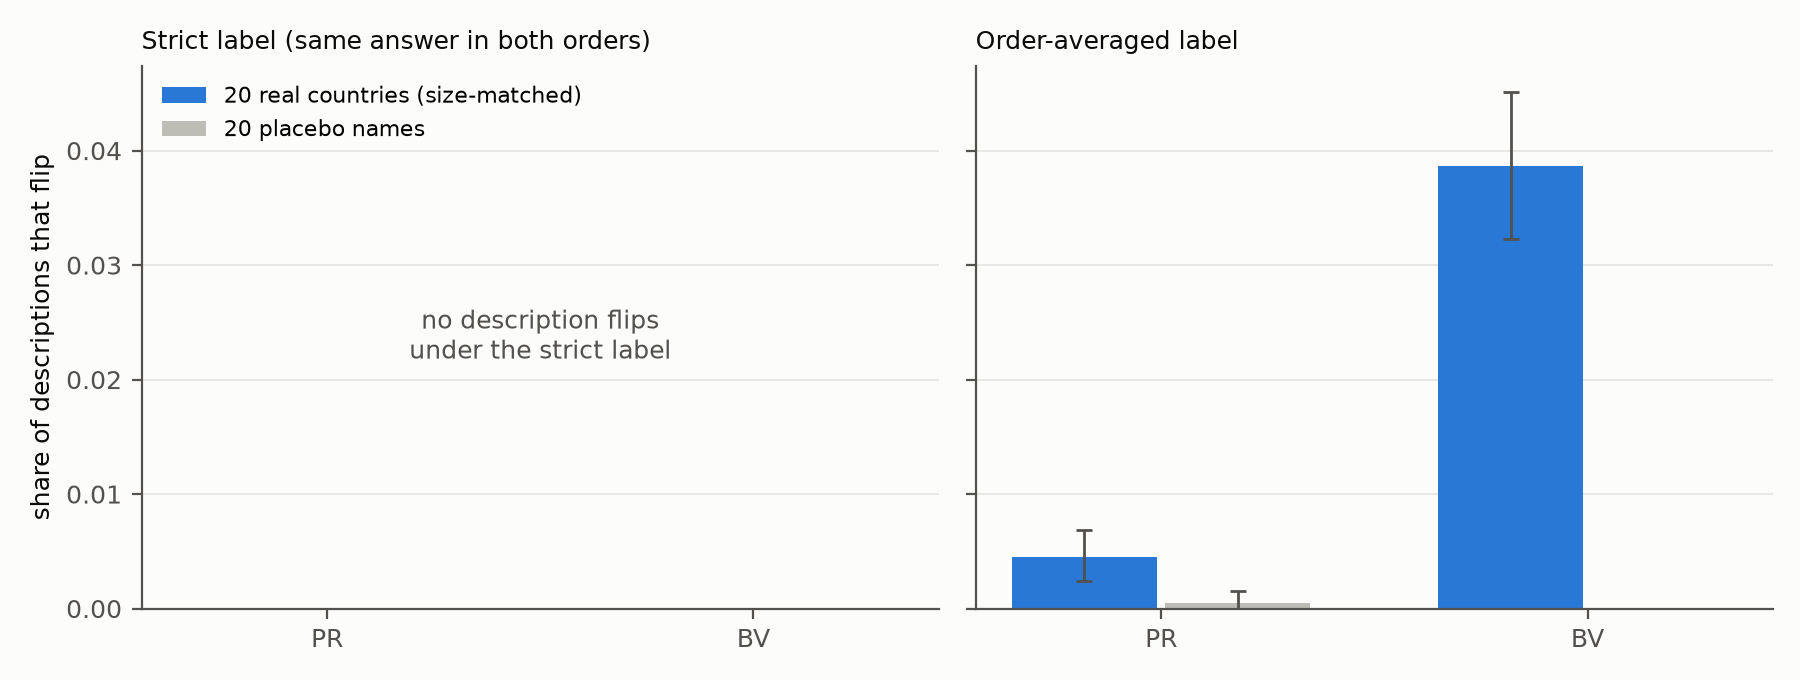 Strict label (same answer in both orders)
20 real countries (size-matched)
20 placebo names
share of descriptions that flip
0.04
0.03
0.02
0.01
0.00
no description flips
under the strict label
PR
BV
Order-averaged label
PR
BV